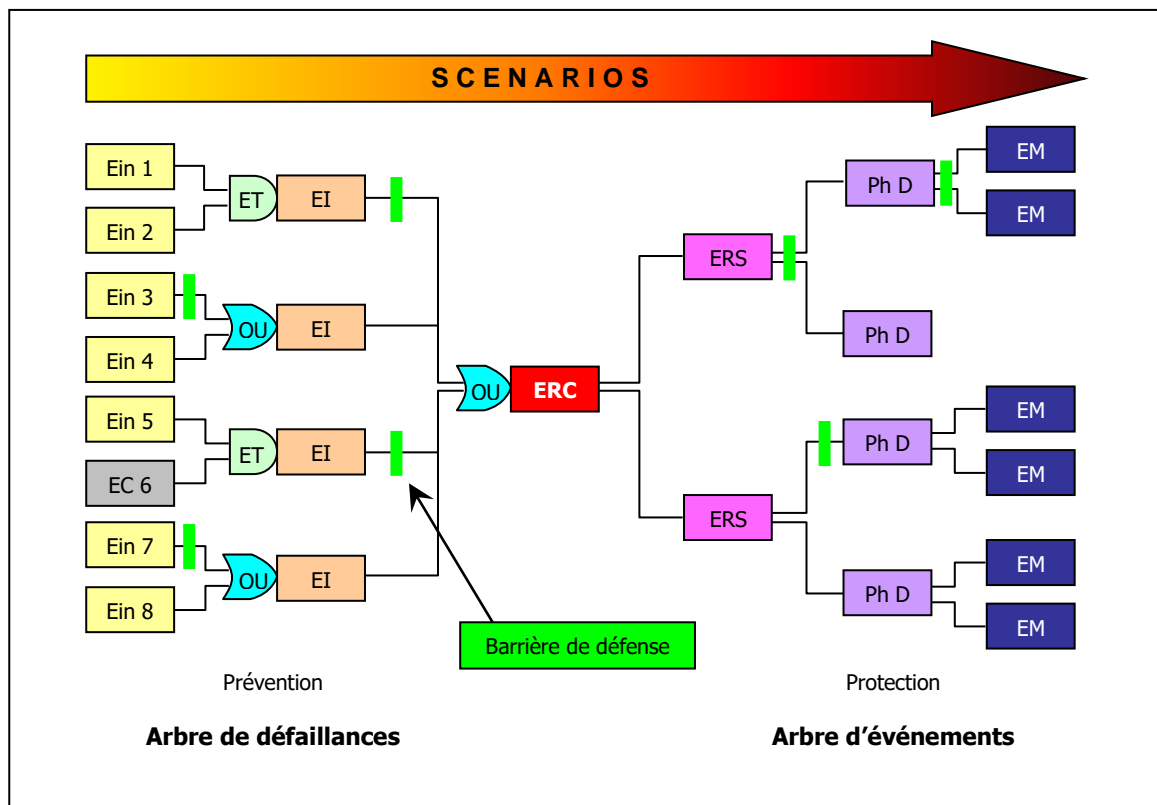 SCENARIOS
Ein 1
Ein 2
ET
EI
Ein 3
Ein 4
OU
EI
Ein 5
EC 6
ET
EI
Ein 7
Ein 8
OU
EI
OU
ERC
ERS
Ph D
EM
EM
Ph D
ERS
Ph D
EM
EM
Ph D
EM
EM
Barrière de défense
Prévention
Protection
Arbre de défaillances
Arbre d’événements